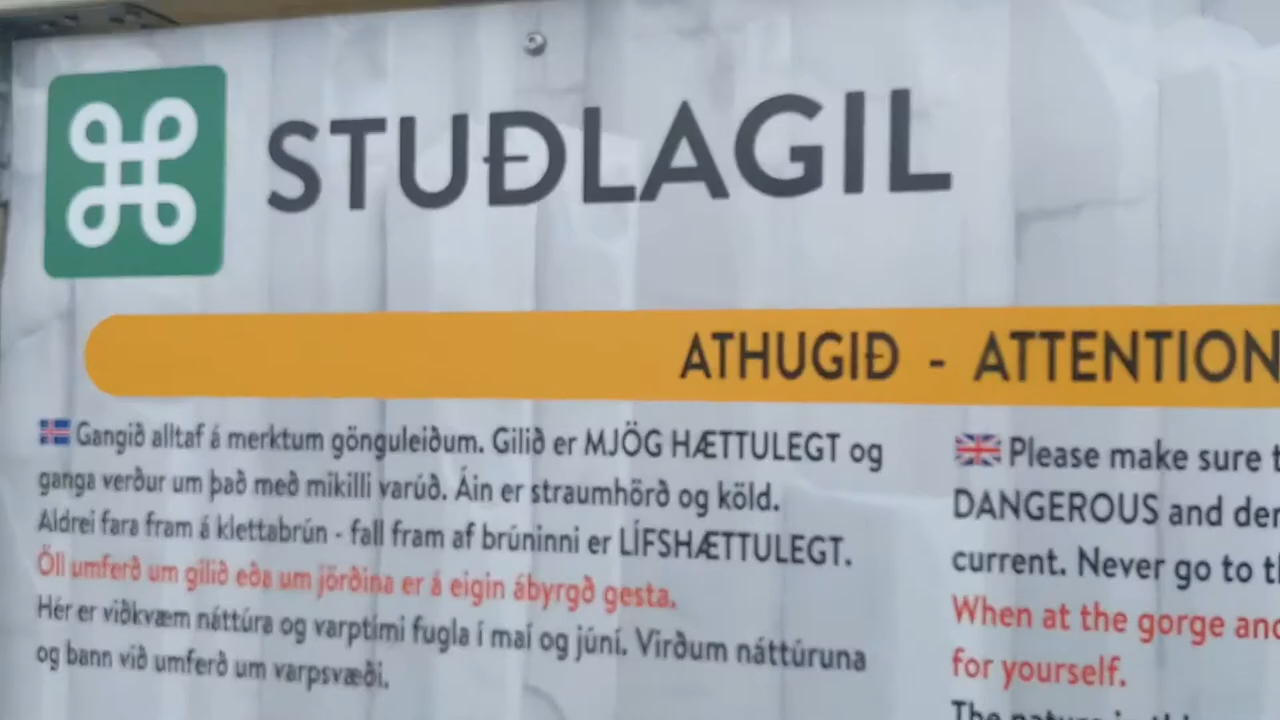 STUÐLAGIL
ATHUGIÐ - ATTENTION
Gangið alltaf á merktum gönguleiðum. Gilið er MJÖG HÆTTULEGT og
ganga verður um það með mikilli varúð. Áin er straumhörð og köld.
Aldrei fara fram á klettabrún - fall fram af brúninni er LÍFSHÆTTULEGT.
Öll umferð um gilið eða um jörðina er á eigin ábyrgð gesta.
Hér er viðkvæm náttúra og varptími fugla í maí og júní. Virðum náttúruna
og bann við umferð um varpsvæði.
Please make sure
DANGEROUS and
current. Never go to
When at the gorge
for yourself.
The nature in